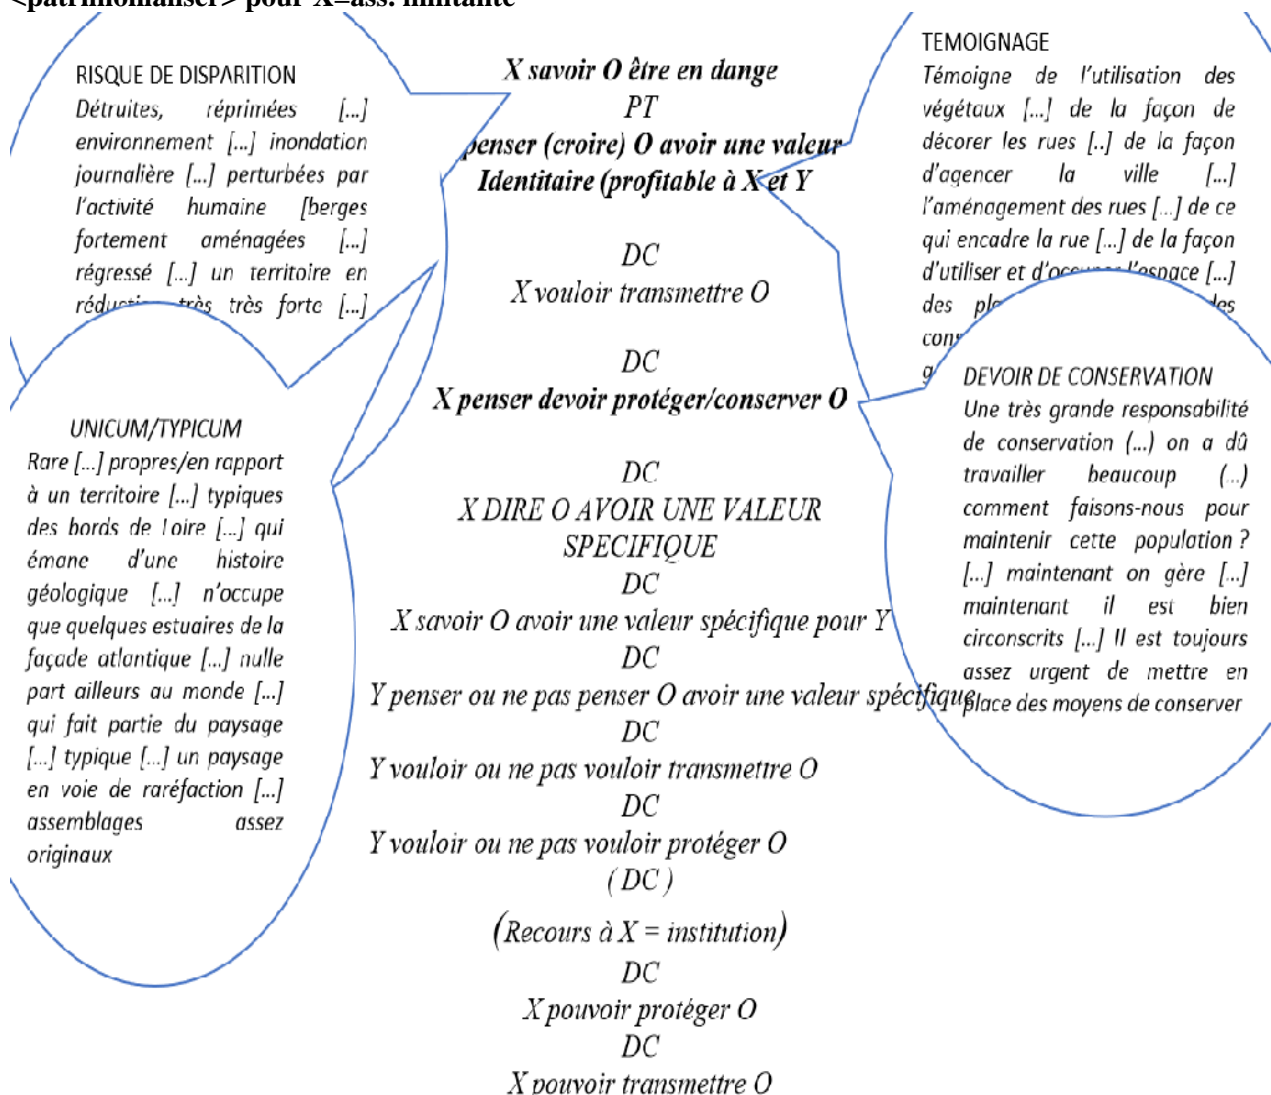 <patrimonialiser> pour X=ass. militante
RISQUE DE DISPARITION
Détruites, réprimées [...]
environnement [...] inondation
journalière [...] perturbées par
l'activité humaine [berges
fortement aménagées [...]
régressé [...] un territoire en
réduction très très forte [...]
UNICUM/TYPICUM
Rare [...] propres/en rapport
à un territoire [...] typiques
des bords de Loire [...] qui
émane d'une histoire
géologique [...] n'occupe
que quelques estuaires de la
façade atlantique [...] nulle
part ailleurs au monde [...]
qui fait partie du paysage
[...] typique [...] un paysage
en voie de raréfaction [...]
assemblages assez
originaux
X savoir O être en dange
PT
penser (croire) O avoir une valeur
Identitaire (profitable à X et Y
DC
X vouloir transmettre O
DC
X penser devoir protéger/conserver O
DC
X DIRE O AVOIR UNE VALEUR
SPECIFIQUE
DC
X savoir O avoir une valeur spécifique pour Y
DC
Y penser ou ne pas penser O avoir une valeur spécifique
DC
Y vouloir ou ne pas vouloir transmettre O
DC
Y vouloir ou ne pas vouloir protéger O
(DC)
(Recours à X = institution)
DC
X pouvoir protéger O
DC
X pouvoir transmettre O
TEMOIGNAGE
Témoigne de l'utilisation des
végétaux [...] de la façon de
décorer les rues [..] de la façon
d'agencer la ville [...]
l'aménagement des rues [...] de ce
qui encadre la rue [...] de la façon
d'utiliser et d'occuper l'espace [...]
des
DEVOIR DE CONSERVATION
Une très grande responsabilité
de conservation (...) on a dû
travailler beaucoup (...)
comment faisons-nous pour
maintenir cette population ?
[...] maintenant on gère [...]
maintenant il est bien
circonscrits [...] Il est toujours
assez urgent de mettre en
place des moyens de conserver